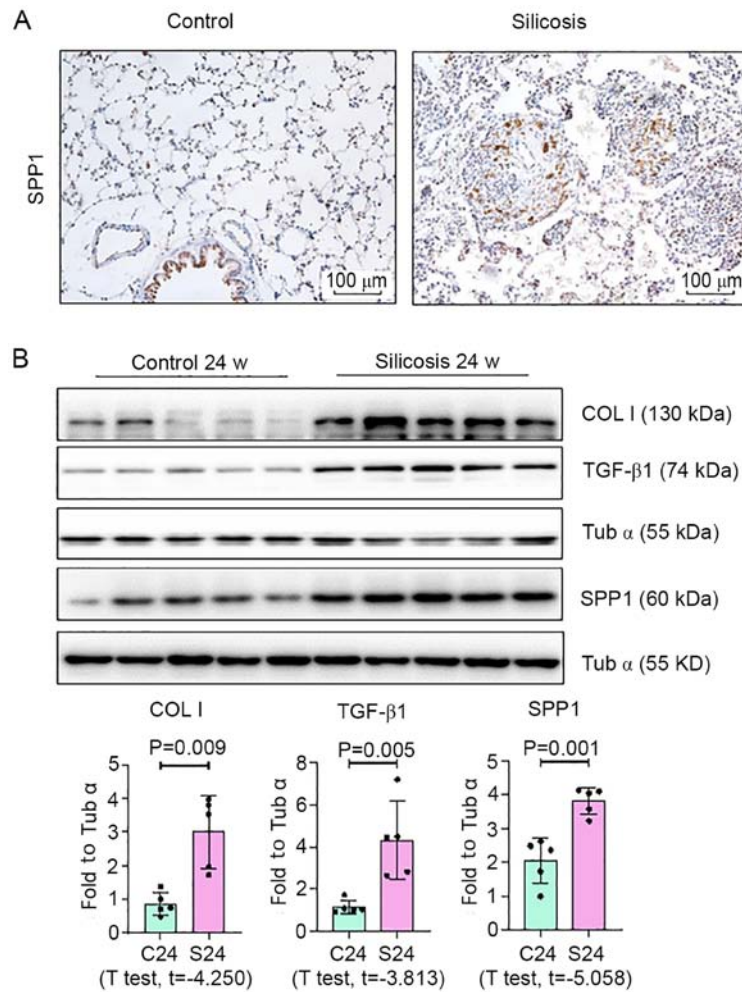 A
Control
Silicosis
SPP1
100 μm
100 μm
B
Control 24 w
Silicosis 24 w
COL I (130 kDa)
TGF-β1 (74 kDa)
Tub α (55 kDa)
SPP1 (60 kDa)
Tub α (55 KD)
COL I
P=0.009
Fold to Tub α
5
4
3
2
1
0
C24 S24
(T test, t=-4.250)
TGF-β1
P=0.005
Fold to Tub α
8
6
4
2
0
C24 S24
(T test, t=-3.813)
SPP1
P=0.001
Fold to Tub α
5
4
3
2
1
0
C24 S24
(T test, t=-5.058)